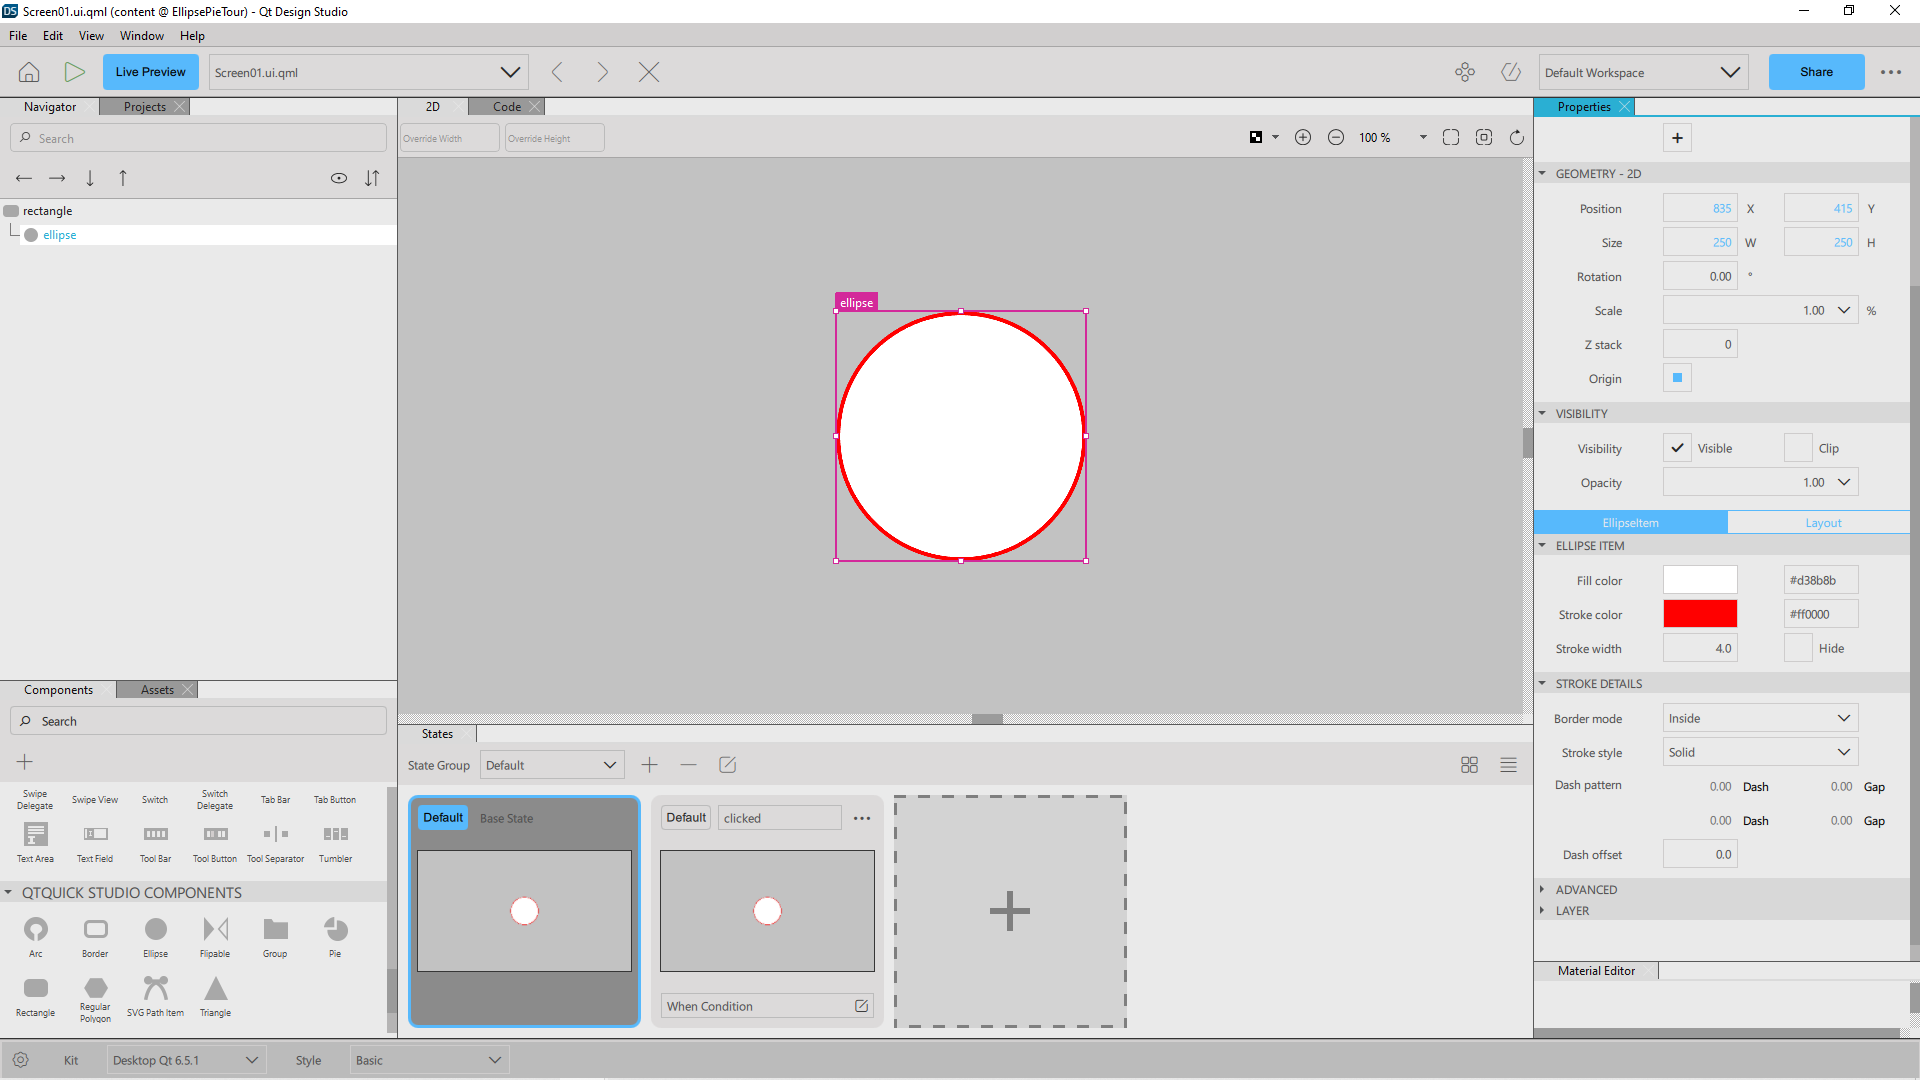 DS Screen01.ui.qml (content @ EllipsePieTour) - Qt Design Studio
File Edit View Window Help
Live Preview Screen01.ui.qml Default Workspace Share
Navigator Projects
Search
rectangle
ellipse
Components Assets
Search
Swipe Delegate Swipe View Switch Switch Delegate Tab Bar Tab Button
Text Area Text Field Tool Bar Tool Button Tool Separator Tumbler
QTQUICK STUDIO COMPONENTS
Arc Border Ellipse Flipable Group Pie
Rectangle Regular Polygon SVG Path Item Triangle
2D Code
Override Width Override Height 100 %
ellipse
States
State Group Default
Default Base State
Default clicked
When Condition
Properties
GEOMETRY - 2D
Position 835 X 415 Y
Size 250 W 250 H
Rotation 0.00 °
Scale 1.00 %
Z stack 0
Origin
VISIBILITY
Visibility Visible Clip
Opacity 1.00
EllipseItem Layout
ELLIPSE ITEM
Fill color #d38b8b
Stroke color #ff0000
Stroke width 4.0 Hide
STROKE DETAILS
Border mode Inside
Stroke style Solid
Dash pattern 0.00 Dash 0.00 Gap
0.00 Dash 0.00 Gap
Dash offset 0.0
ADVANCED
LAYER
Material Editor
Kit Desktop Qt 6.5.1 Style Basic